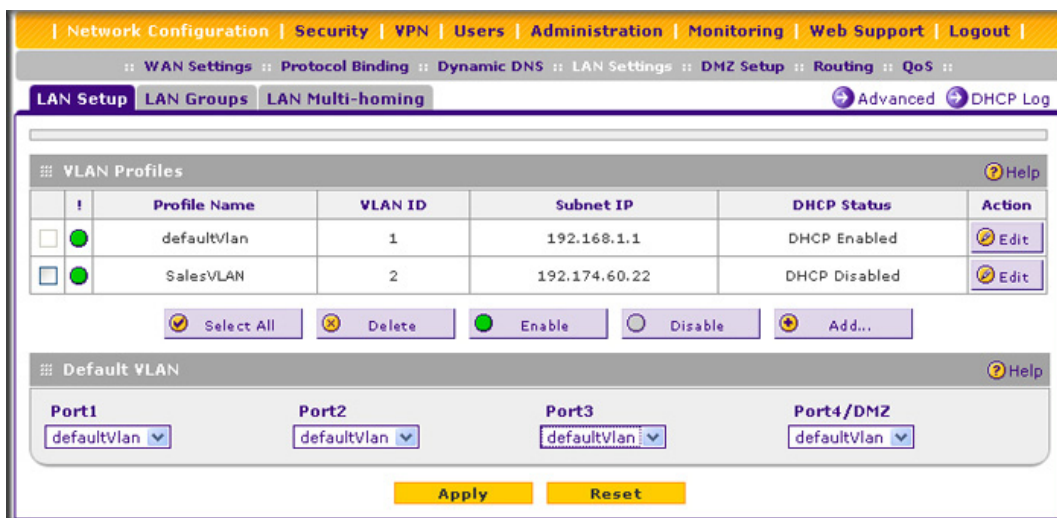 | Network Configuration | Security | VPN | Users | Administration | Monitoring | Web Support | Logout |
:: WAN Settings :: Protocol Binding :: Dynamic DNS :: LAN Settings :: DMZ Setup :: Routing :: QoS ::
LAN Setup LAN Groups LAN Multi-homing Advanced DHCP Log
VLAN Profiles Help
! Profile Name VLAN ID Subnet IP DHCP Status Action
defaultVlan 1 192.168.1.1 DHCP Enabled Edit
SalesVLAN 2 192.174.60.22 DHCP Disabled Edit
Select All Delete Enable Disable Add...
Default VLAN Help
Port1 Port2 Port3 Port4/DMZ
defaultVlan defaultVlan defaultVlan defaultVlan
Apply Reset